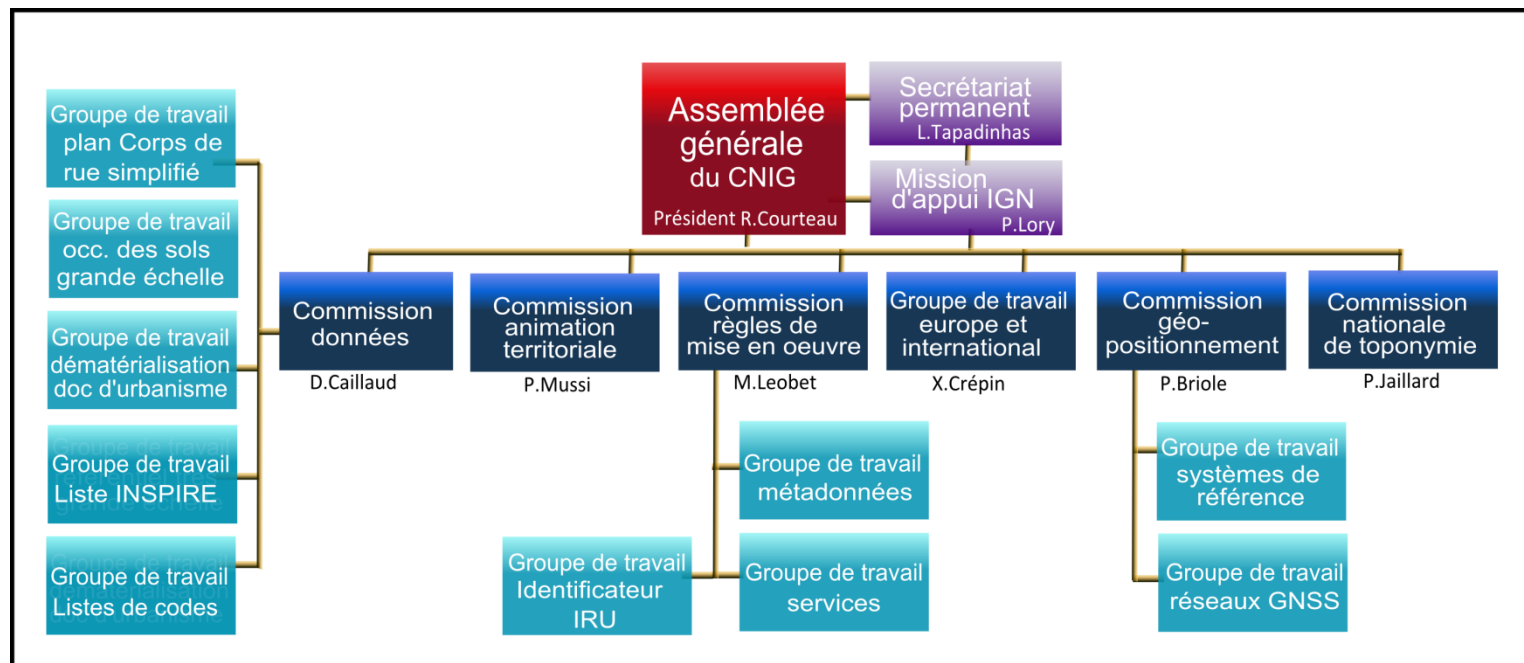 Assemblée
générale
du CNIG
Président R.Courteau
Secrétariat
permanent
L.Tapadinhas
Mission
d'appui IGN
P.Lory
Groupe de travail
plan Corps de
rue simplifié
Groupe de travail
occ. des sols
grande échelle
Groupe de travail
dématérialisation
doc d'urbanisme
Groupe de travail
Liste INSPIRE
Groupe de travail
Listes de codes
Commission
données
D.Caillaud
Commission
animation
territoriale
P.Mussi
Commission
règles de
mise en oeuvre
M.Leobet
Groupe de travail
europe et
international
X.Crépin
Commission
géo-
positionnement
P.Briole
Commission
nationale
de toponymie
P.Jaillard
Groupe de travail
métadonnées
Groupe de travail
Identificateur
IRU
Groupe de travail
services
Groupe de travail
systèmes de
référence
Groupe de travail
réseaux GNSS